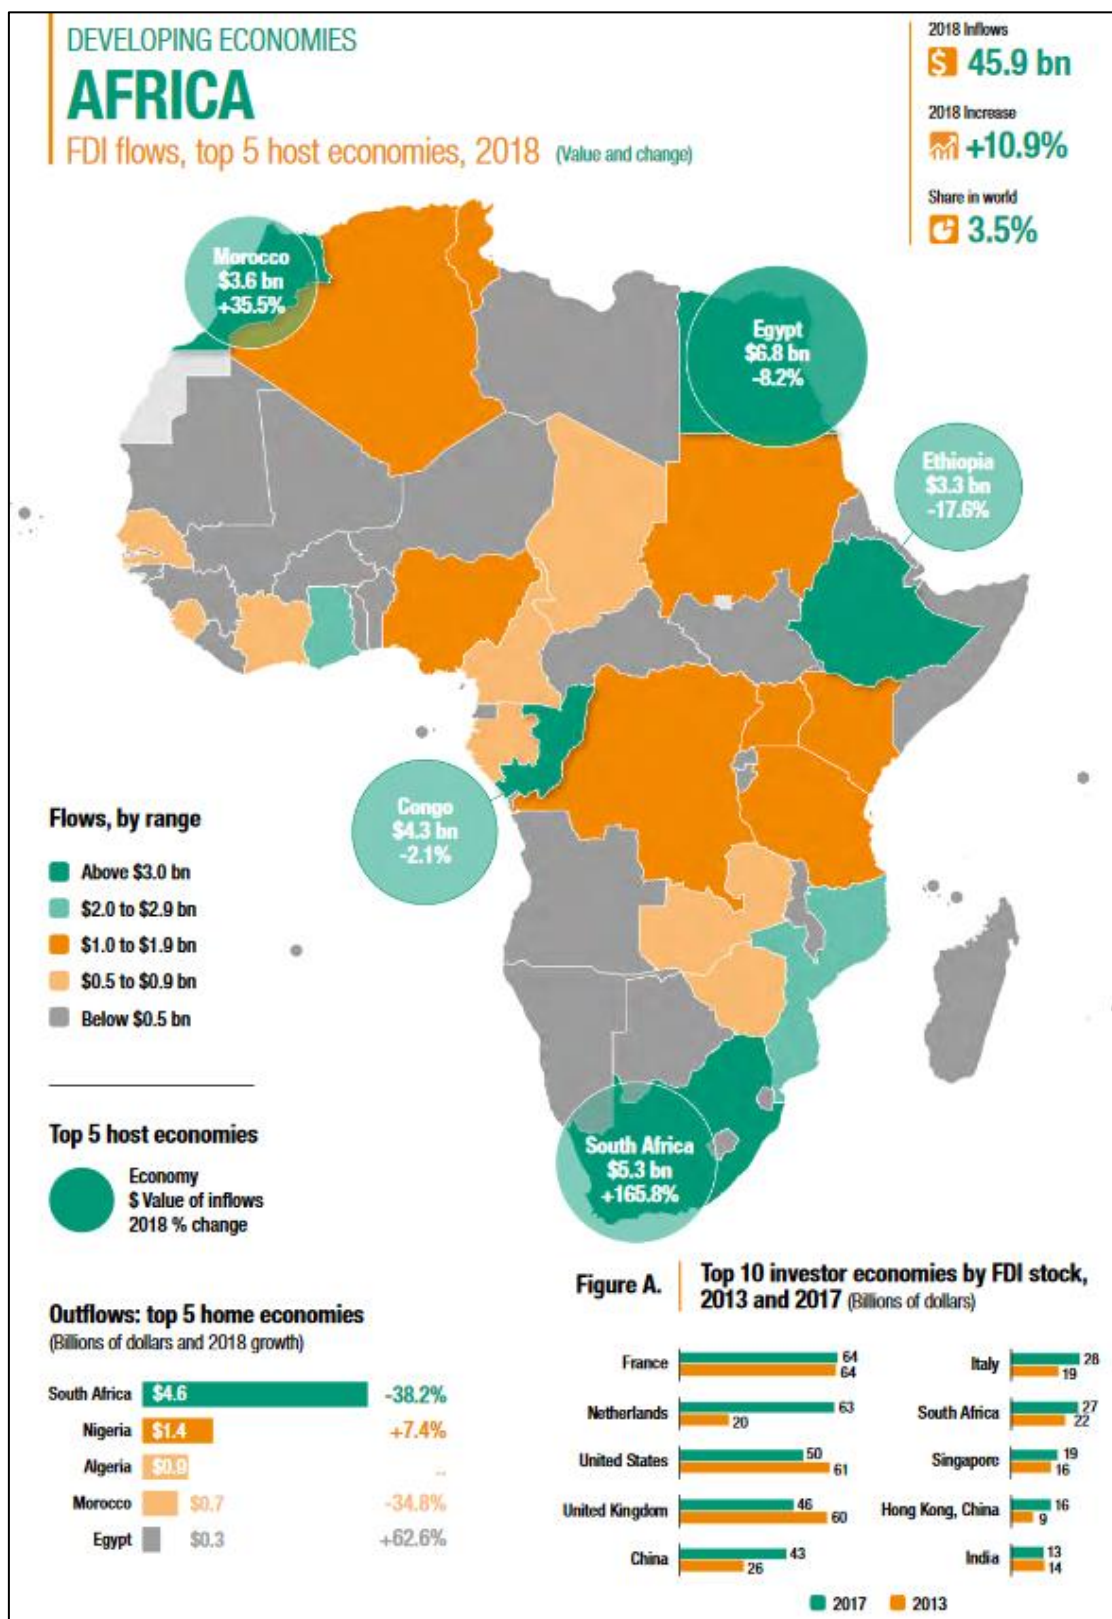 DEVELOPING ECONOMIES
AFRICA
FDI flows, top 5 host economies, 2018 (Value and change)
2018 Inflows
$ 45.9 bn
2018 Increase
+10.9%
Share in world
3.5%
Morocco
$3.6 bn
+35.5%
Egypt
$6.8 bn
-8.2%
Ethiopia
$3.3 bn
-17.6%
Congo
$4.3 bn
-2.1%
South Africa
$5.3 bn
+165.8%
Flows, by range
Above $3.0 bn
$2.0 to $2.9 bn
$1.0 to $1.9 bn
$0.5 to $0.9 bn
Below $0.5 bn
Top 5 host economies
Economy
$ Value of inflows
2018 % change
Outflows: top 5 home economies
(Billions of dollars and 2018 growth)
South Africa $4.6 -38.2%
Nigeria $1.4 +7.4%
Algeria $0.9 ..
Morocco $0.7 -34.8%
Egypt $0.3 +62.6%
Figure A.
Top 10 investor economies by FDI stock,
2013 and 2017 (Billions of dollars)
France 64
64
Netherlands 63
20
United States 50
61
United Kingdom 46
60
China 43
26
Italy 28
19
South Africa 27
22
Singapore 19
16
Hong Kong, China 16
9
India 13
14
2017 2013